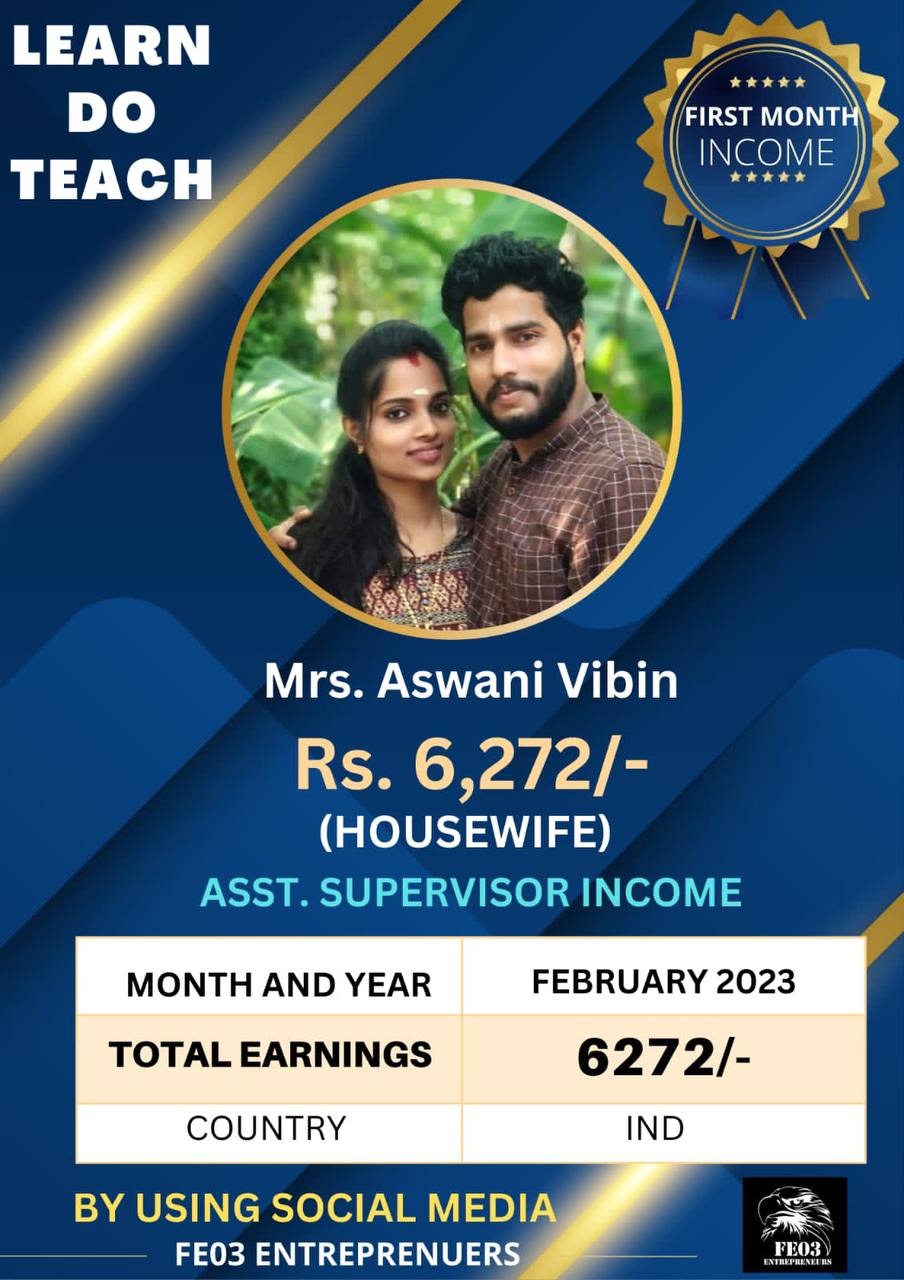 LEARN
DO
TEACH
FIRST MONTH
INCOME
Mrs. Aswani Vibin
Rs. 6,272/-
(HOUSEWIFE)
ASST. SUPERVISOR INCOME
MONTH AND YEAR FEBRUARY 2023
TOTAL EARNINGS 6272/-
COUNTRY IND
BY USING SOCIAL MEDIA
FE03 ENTREPRENUERS
FE03
ENTREPRENEURS